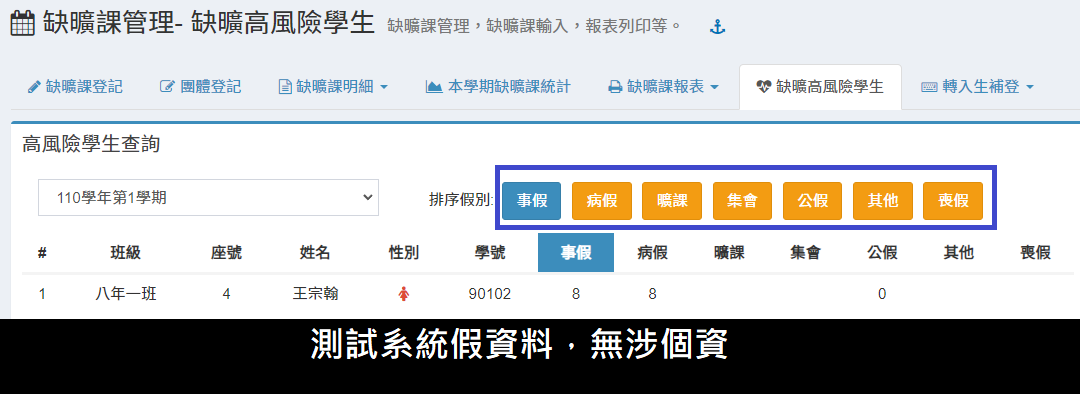 缺曠課管理- 缺曠高風險學生 缺曠課管理，缺曠課輸入，報表列印等。
缺曠課登記 團體登記 缺曠課明細 本學期缺曠課統計 缺曠課報表 缺曠高風險學生 轉入生補登
高風險學生查詢
110學年第1學期 排序假別: 事假 病假 曠課 集會 公假 其他 喪假
# 班級 座號 姓名 性別 學號 事假 病假 曠課 集會 公假 其他 喪假
1 八年一班 4 王宗翰 90102 8 8 0
測試系統假資料，無涉個資